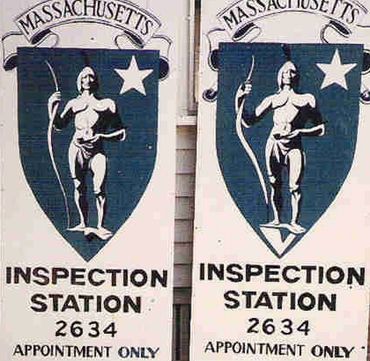 MASSACHUSETTS
INSPECTION
STATION
2634
APPOINTMENT ONLY
MASSACHUSETTS
INSPECTION
STATION
2634
APPOINTMENT ONLY